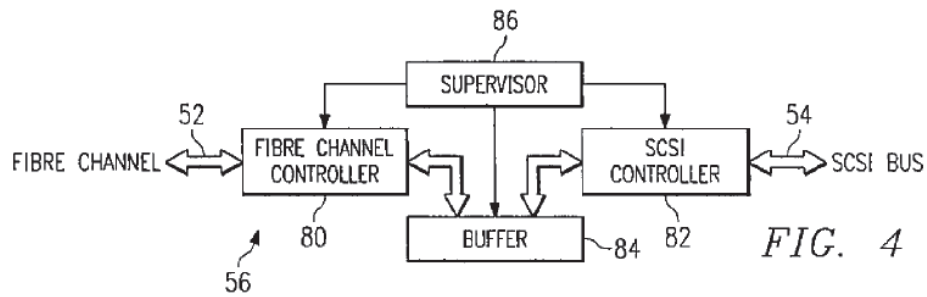 86
SUPERVISOR
52
54
FIBRE CHANNEL
FIBRE CHANNEL
CONTROLLER
SCSI
CONTROLLER
SCSI BUS
80
BUFFER
82
84
56
FIG. 4